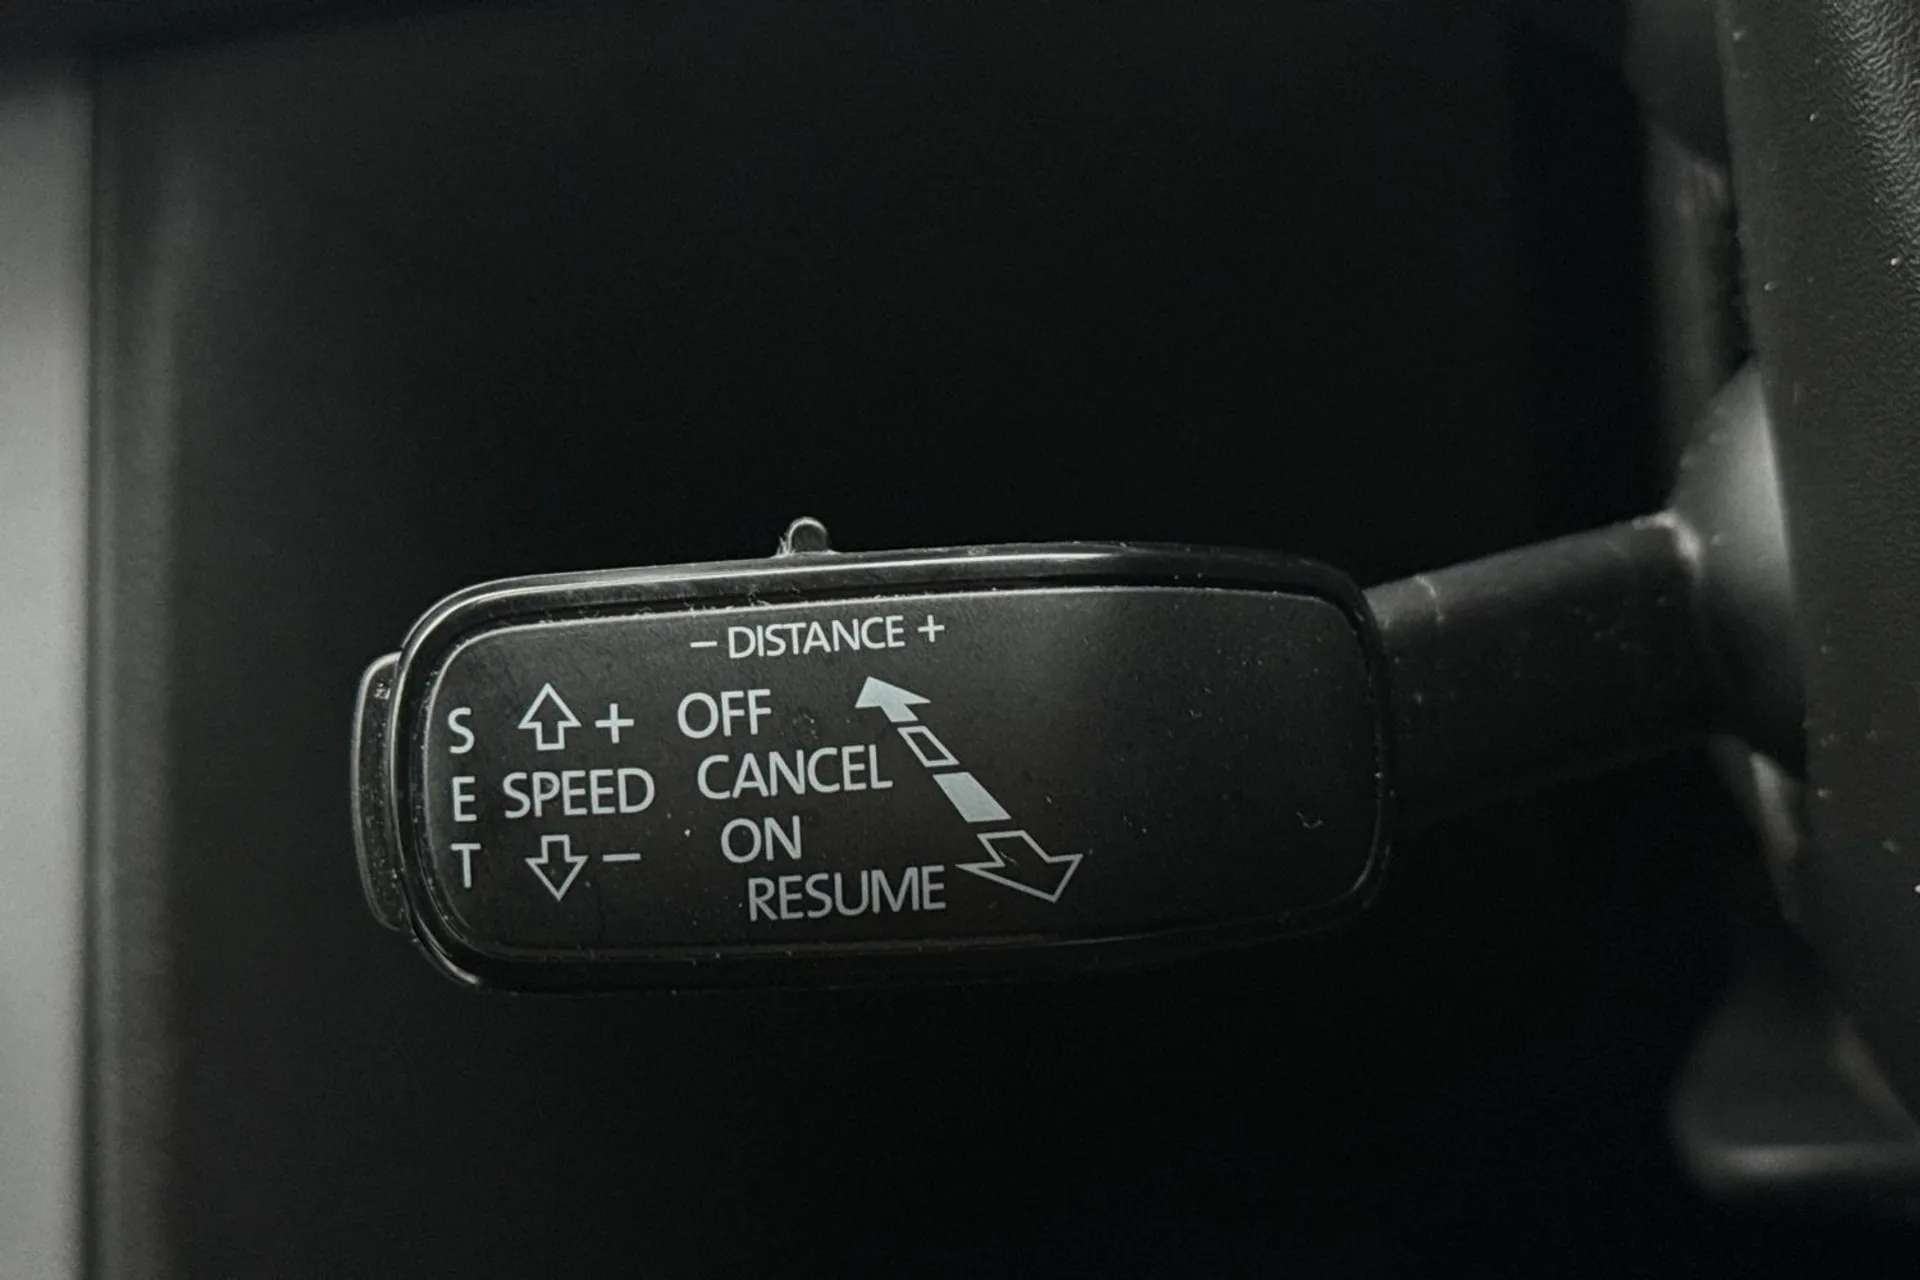 – DISTANCE +
S + OFF
CANCEL
E SPEED
ON
T –
RESUME